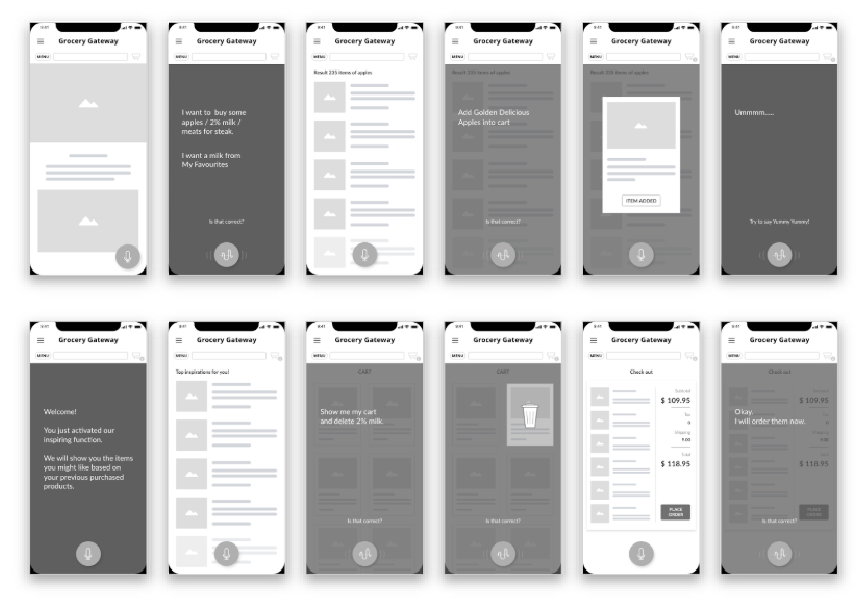 9:41
Grocery Gateway
MENU
9:41
Grocery Gateway
MENU
I want to buy some
apples / 2% milk /
meats for steak.
I want a milk from
My Favourites
Is that correct?
9:41
Grocery Gateway
MENU
Result 235 items of apples
9:41
Grocery Gateway
MENU
Result 235 items of apples
Add Golden Delicious
Apples into cart
Is that correct?
9:41
Grocery Gateway
MENU
Result 235 items of apples
ITEM ADDED
9:41
Grocery Gateway
MENU
Ummmm.....
Try to say Yummy Yummy!
9:41
Grocery Gateway
MENU
Welcome!
You just activated our
inspiring function.
We will show you the items
you might like based on
your previous purchased
products.
9:41
Grocery Gateway
MENU
Top inspirations for you!
9:41
Grocery Gateway
MENU
CART
Show me my cart
and delete 2% milk.
Is that correct?
9:41
Grocery Gateway
MENU
CART
Is that correct?
9:41
Grocery Gateway
MENU
Check out
Subtotal
$ 109.95
Tax
0
Shipping
9.00
Total
$ 118.95
PLACE
ORDER
9:41
Grocery Gateway
MENU
Check out
$ 109.95
Okay.
I will order them now.
Shipping
9.00
Total
$ 118.95
PLACE
ORDER
Is that correct?